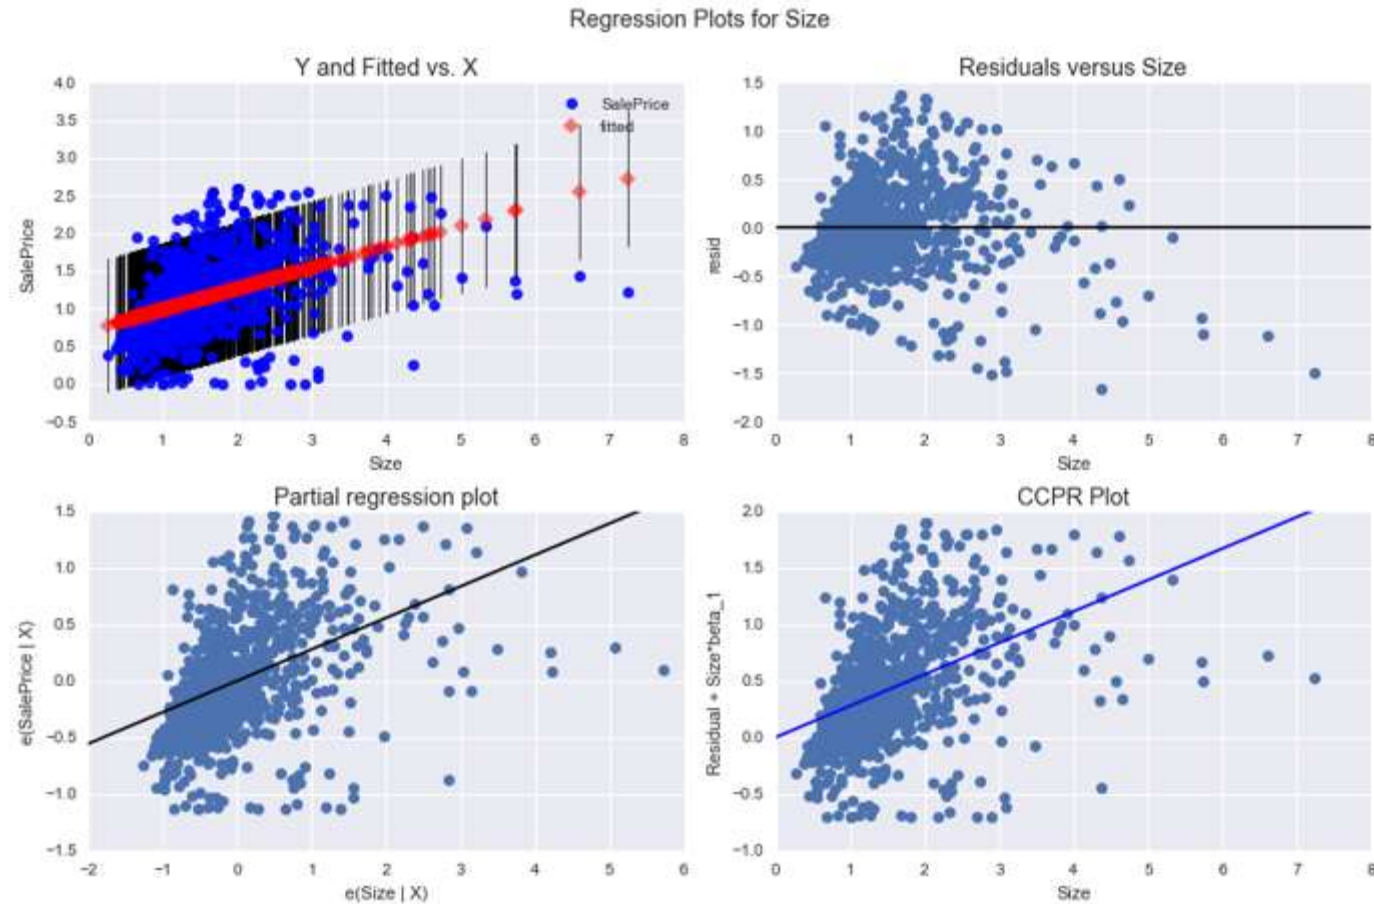 Regression Plots for Size
Y and Fitted vs. X
4.0
3.5
3.0
2.5
2.0
1.5
1.0
0.5
0.0
−0.5
SalePrice
SalePrice
fitted
0 1 2 3 4 5 6 7 8
Size
Residuals versus Size
1.5
1.0
0.5
0.0
−0.5
−1.0
−1.5
−2.0
resid
0 1 2 3 4 5 6 7 8
Size
Partial regression plot
1.5
1.0
0.5
0.0
−0.5
−1.0
−1.5
e(SalePrice | X)
−2 −1 0 1 2 3 4 5 6
e(Size | X)
CCPR Plot
2.0
1.5
1.0
0.5
0.0
−0.5
−1.0
Residual + Size*beta_1
0 1 2 3 4 5 6 7 8
Size